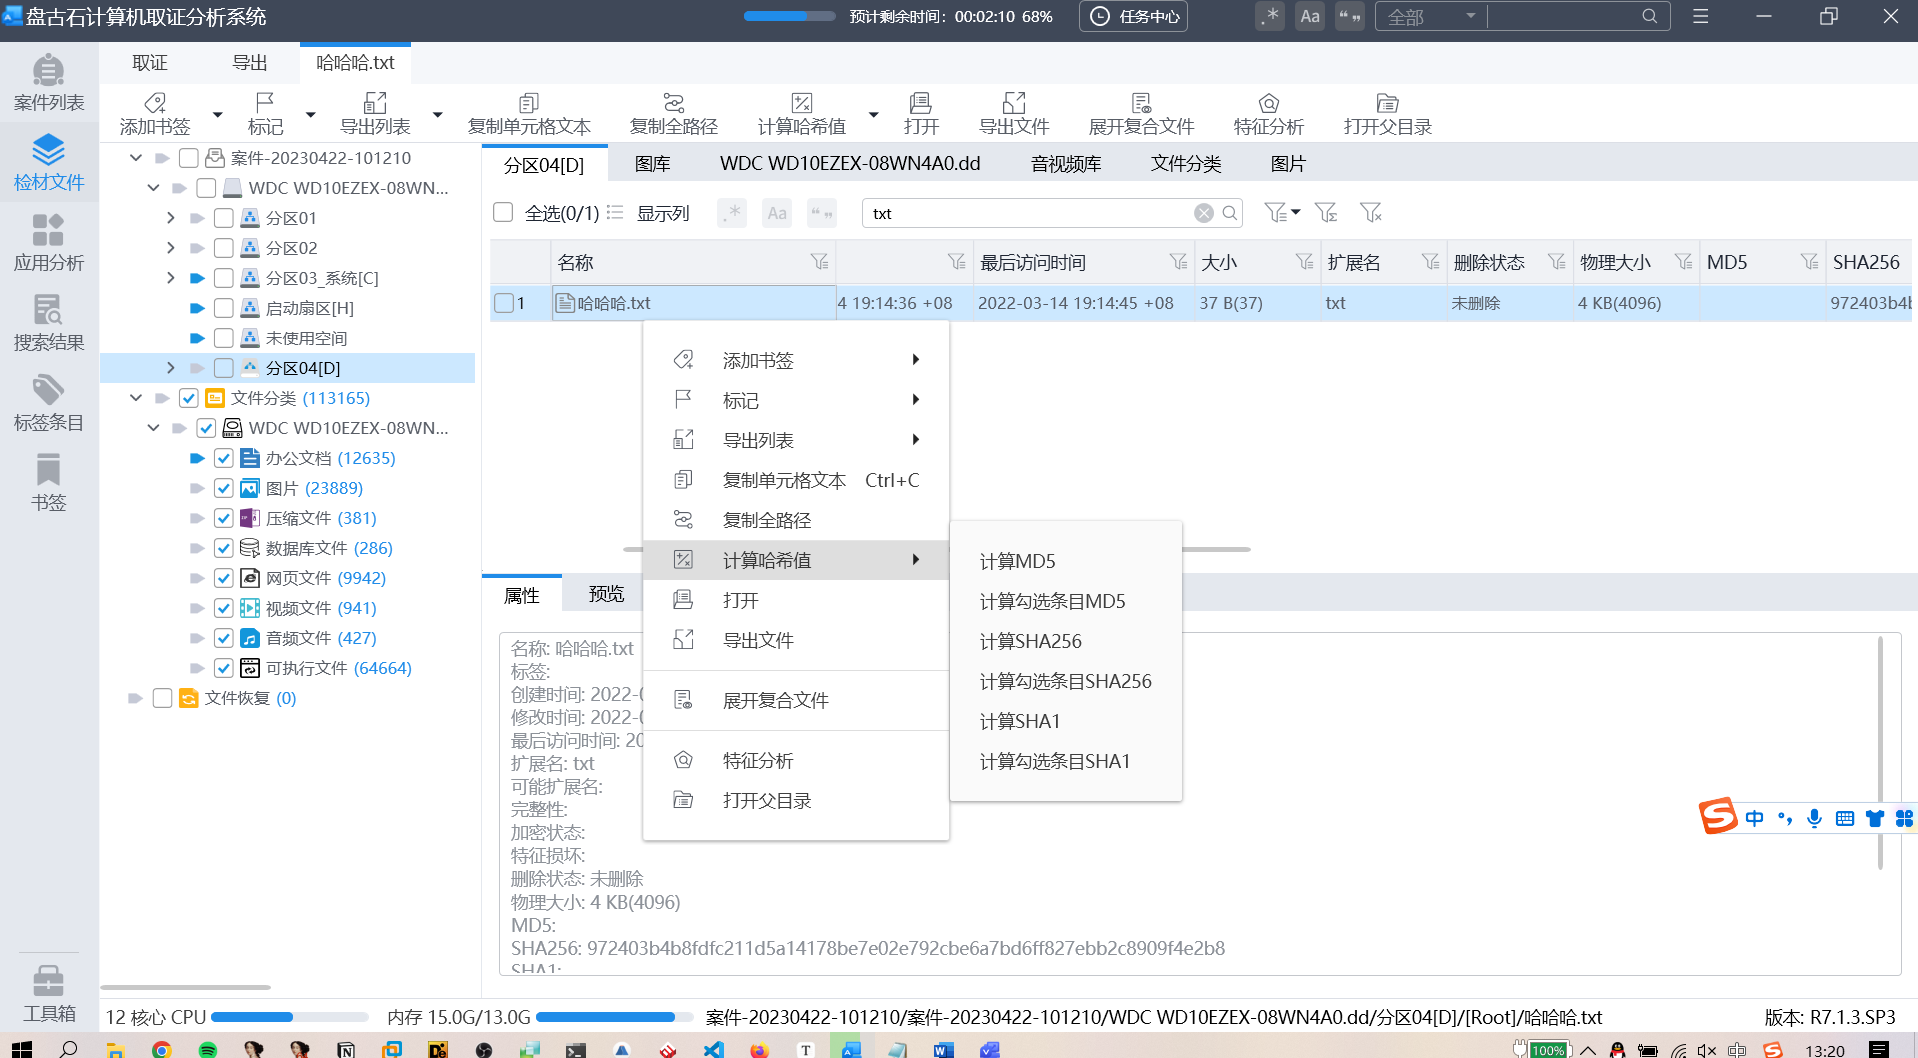 盘古石计算机取证分析系统
预计剩余时间: 00:02:10 68%
任务中心
.*
Aa
全部
案件列表
检材文件
应用分析
搜索结果
标签条目
书签
工具箱
取证
导出
哈哈哈.txt
添加书签
标记
导出列表
复制单元格文本
复制全路径
计算哈希值
打开
导出文件
展开复合文件
特征分析
打开父目录
案件-20230422-101210
WDC WD10EZEX-08WN...
分区01
分区02
分区03_系统[C]
启动扇区[H]
未使用空间
分区04[D]
文件分类 (113165)
WDC WD10EZEX-08WN...
办公文档 (12635)
图片 (23889)
压缩文件 (381)
数据库文件 (286)
网页文件 (9942)
视频文件 (941)
音频文件 (427)
可执行文件 (64664)
文件恢复 (0)
分区04[D]
图库
WDC WD10EZEX-08WN4A0.dd
音视频库
文件分类
图片
全选(0/1)
显示列
.*
Aa
txt
名称
最后访问时间
大小
扩展名
删除状态
物理大小
MD5
SHA256
1
哈哈哈.txt
4 19:14:36 +08
2022-03-14 19:14:45 +08
37 B(37)
txt
未删除
4 KB(4096)
972403b4b
添加书签
标记
导出列表
复制单元格文本 Ctrl+C
复制全路径
计算哈希值
打开
导出文件
展开复合文件
特征分析
打开父目录
计算MD5
计算勾选条目MD5
计算SHA256
计算勾选条目SHA256
计算SHA1
计算勾选条目SHA1
属性
预览
名称: 哈哈哈.txt
标签:
创建时间: 2022-0
修改时间: 2022-0
最后访问时间: 20
扩展名: txt
可能扩展名:
完整性:
加密状态:
特征损坏:
删除状态: 未删除
物理大小: 4 KB(4096)
MD5:
SHA256: 972403b4b8fdfc211d5a14178be7e02e792cbe6a7bd6ff827ebb2c8909f4e2b8
SHA1:
中
12 核心 CPU
内存 15.0G/13.0G
案件-20230422-101210/案件-20230422-101210/WDC WD10EZEX-08WN4A0.dd/分区04[D]/[Root]/哈哈哈.txt
版本: R7.1.3.SP3
100%
中
13:20